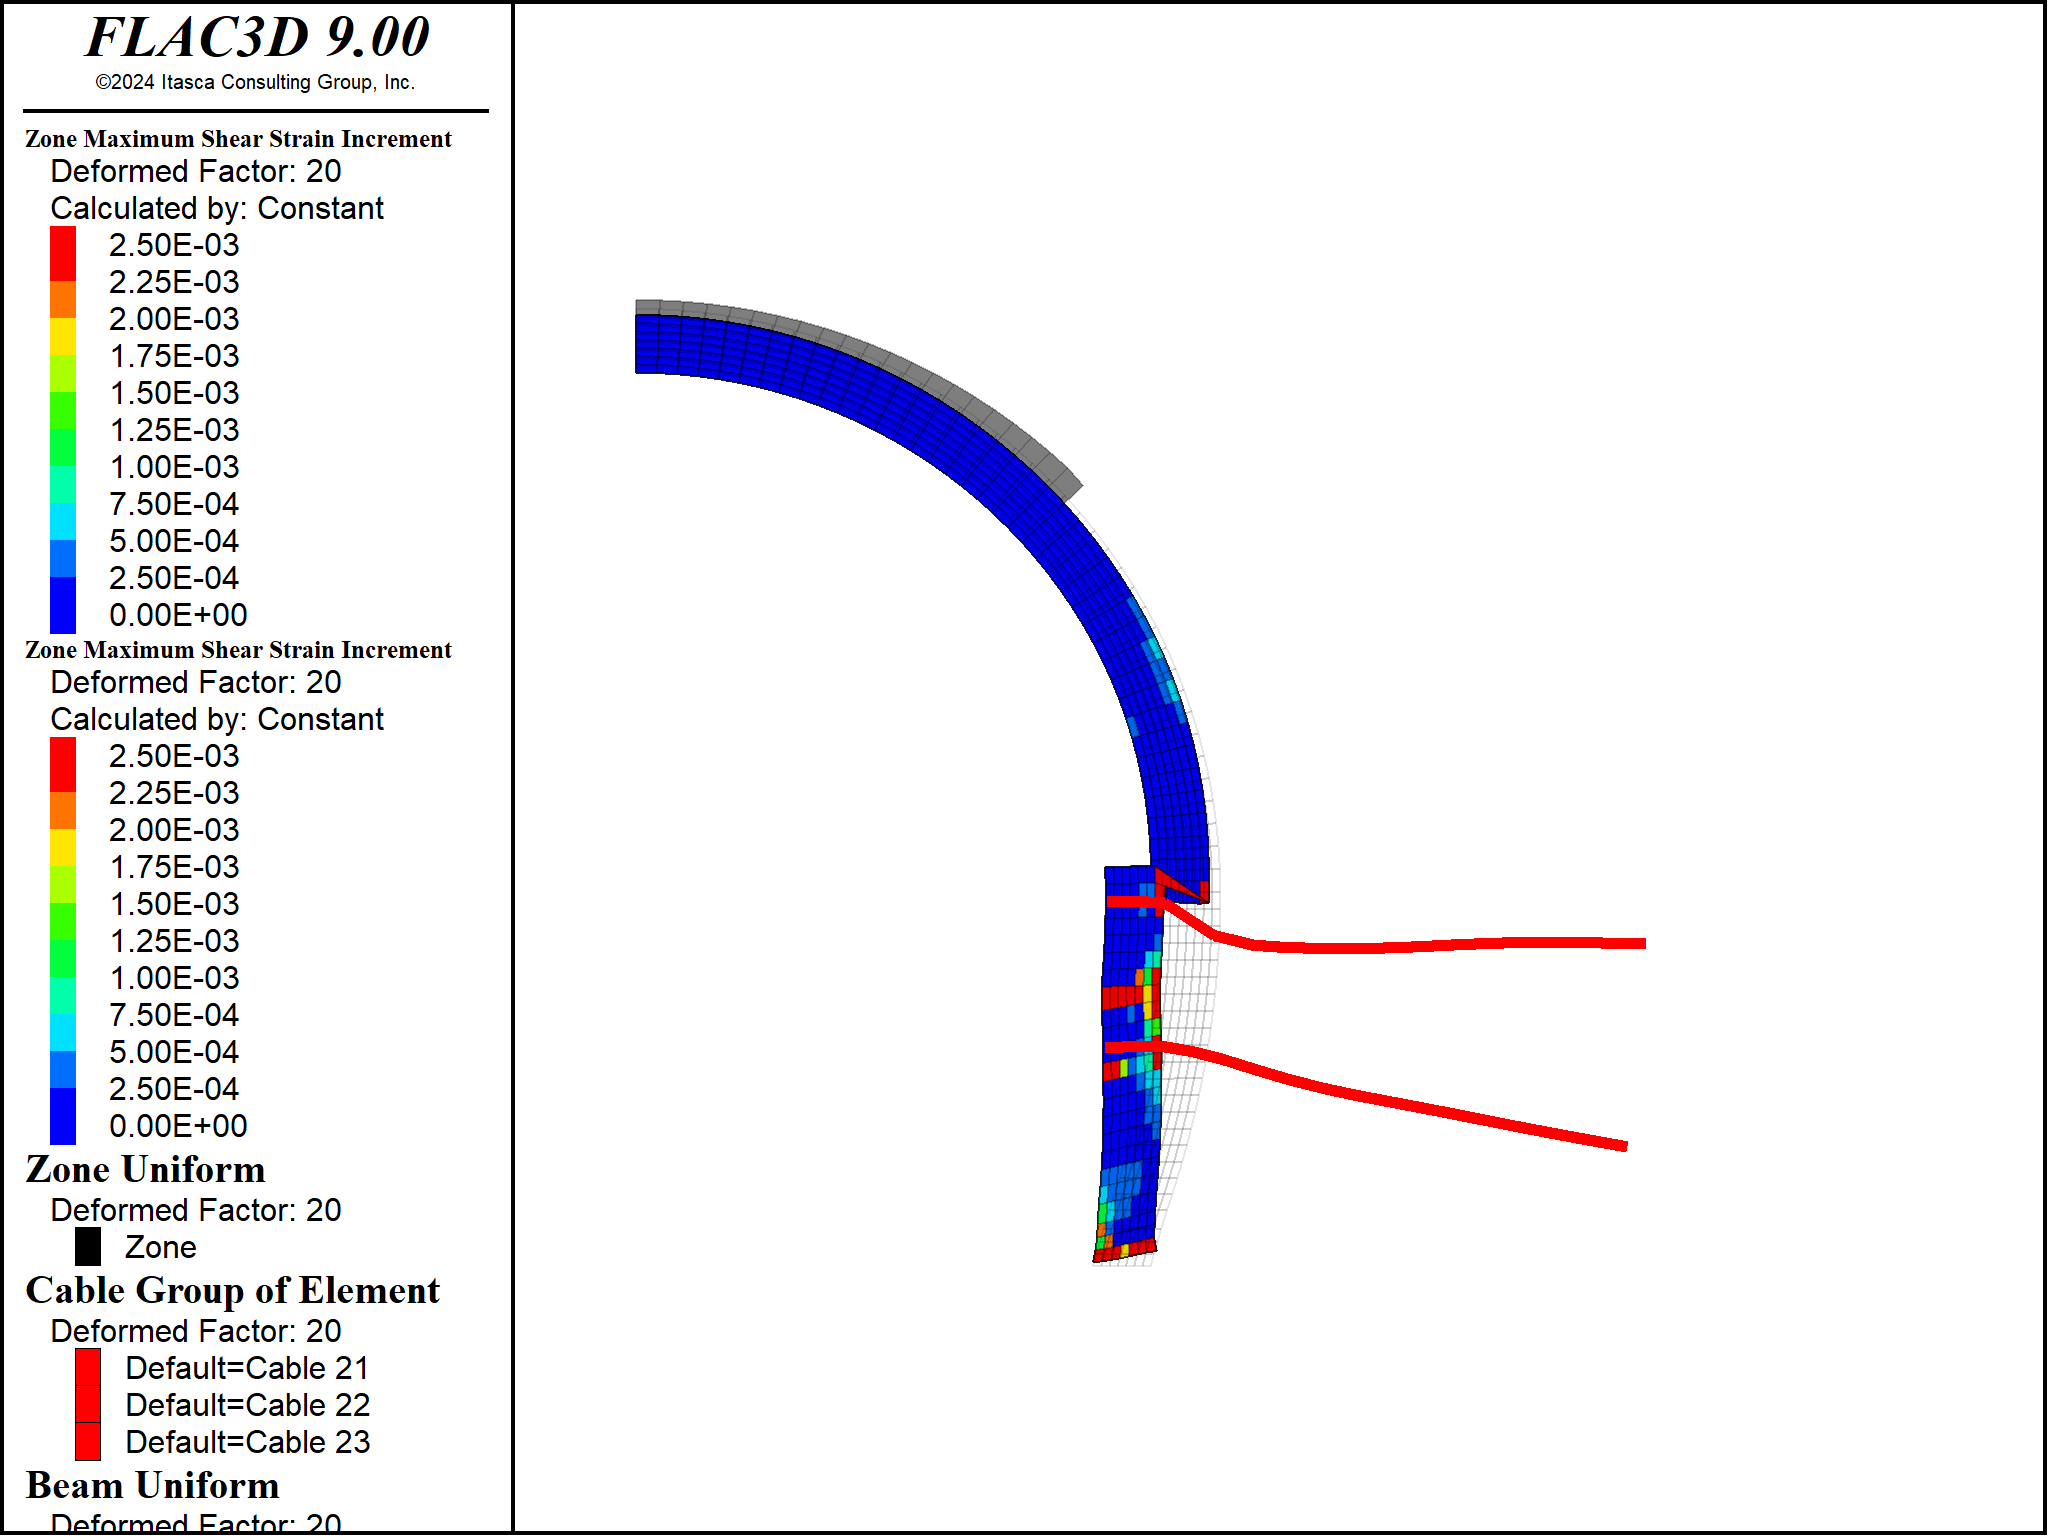 FLAC3D 9.00
©2024 Itasca Consulting Group, Inc.
Zone Maximum Shear Strain Increment
Deformed Factor: 20
Calculated by: Constant
2.50E-03
2.25E-03
2.00E-03
1.75E-03
1.50E-03
1.25E-03
1.00E-03
7.50E-04
5.00E-04
2.50E-04
0.00E+00
Zone Maximum Shear Strain Increment
Deformed Factor: 20
Calculated by: Constant
2.50E-03
2.25E-03
2.00E-03
1.75E-03
1.50E-03
1.25E-03
1.00E-03
7.50E-04
5.00E-04
2.50E-04
0.00E+00
Zone Uniform
Deformed Factor: 20
Zone
Cable Group of Element
Deformed Factor: 20
Default=Cable 21
Default=Cable 22
Default=Cable 23
Beam Uniform
Deformed Factor: 20